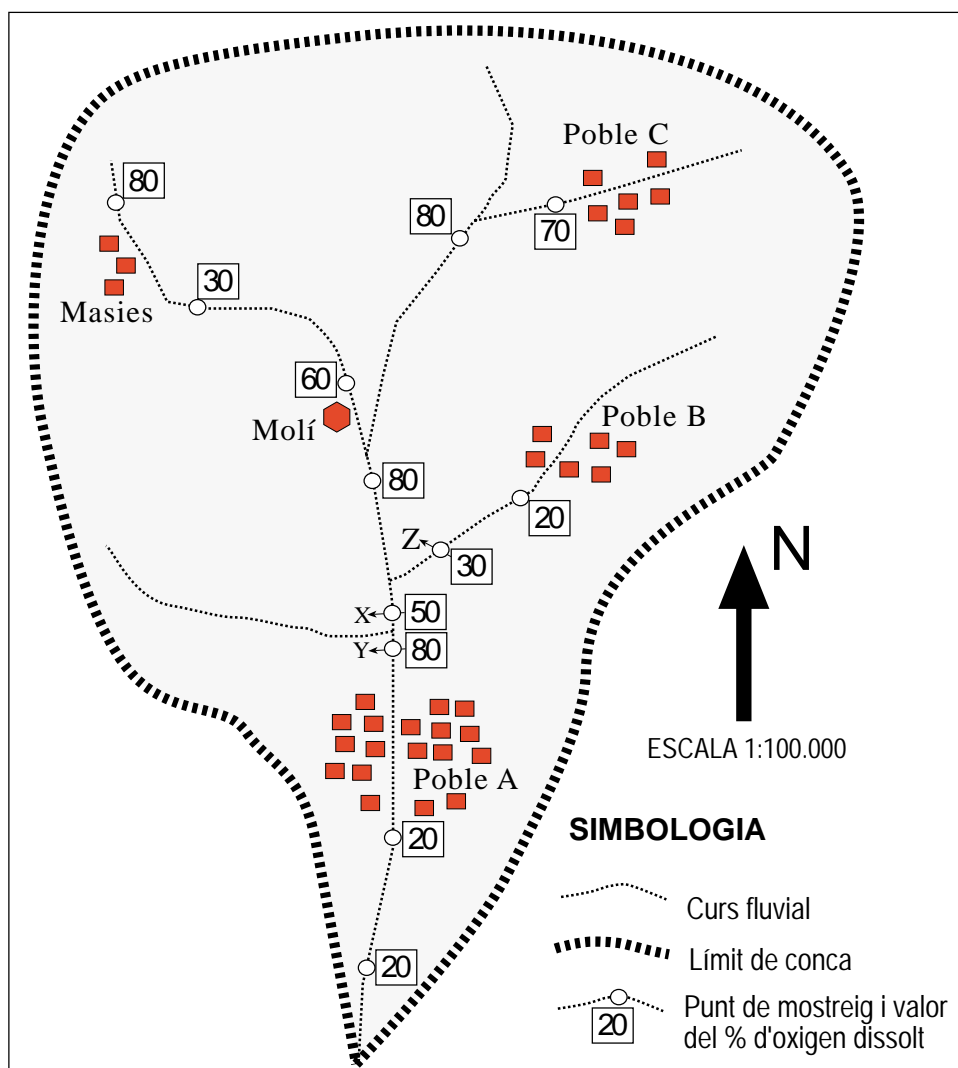 Poble C
80
80
70
30
Masies
60
Molí
Poble B
80
20
Z
30
N
X
50
Y
80
ESCALA 1:100.000
Poble A
SIMBOLOGIA
20
Curs fluvial
Límit de conca
20
Punt de mostreig i valor
20
del % d'oxigen dissolt